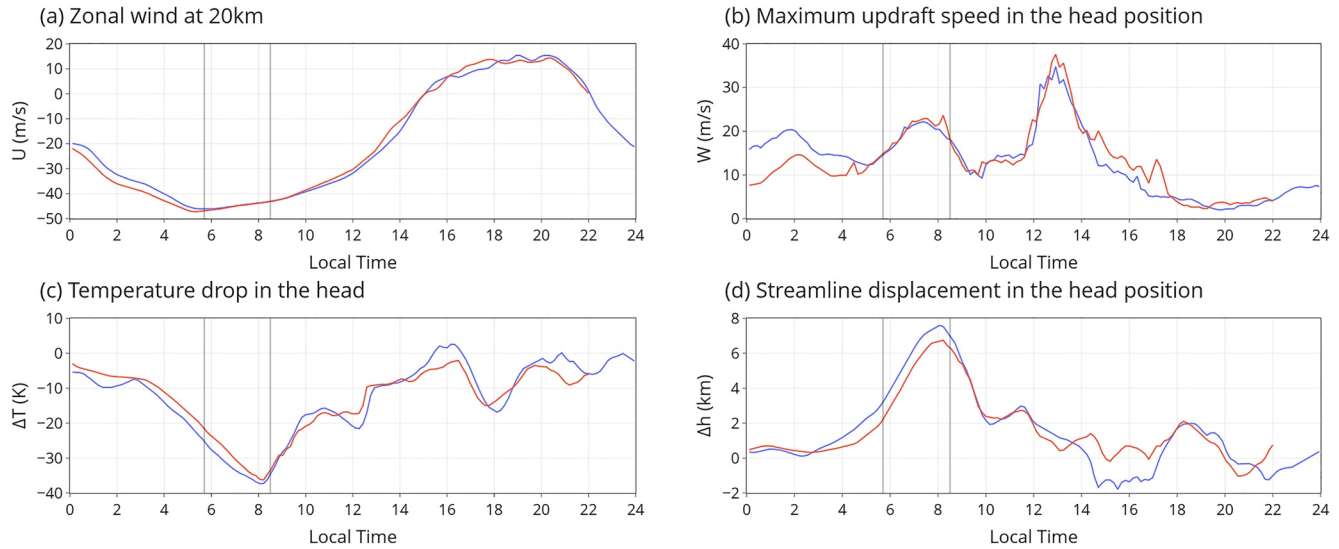 (a) Zonal wind at 20km
U (m/s)
20
10
0
−10
−20
−30
−40
−50
0 2 4 6 8 10 12 14 16 18 20 22 24
Local Time
(b) Maximum updraft speed in the head position
W (m/s)
40
30
20
10
0
0 2 4 6 8 10 12 14 16 18 20 22 24
Local Time
(c) Temperature drop in the head
ΔT (K)
10
0
−10
−20
−30
−40
0 2 4 6 8 10 12 14 16 18 20 22 24
Local Time
(d) Streamline displacement in the head position
Δh (km)
8
6
4
2
0
−2
0 2 4 6 8 10 12 14 16 18 20 22 24
Local Time